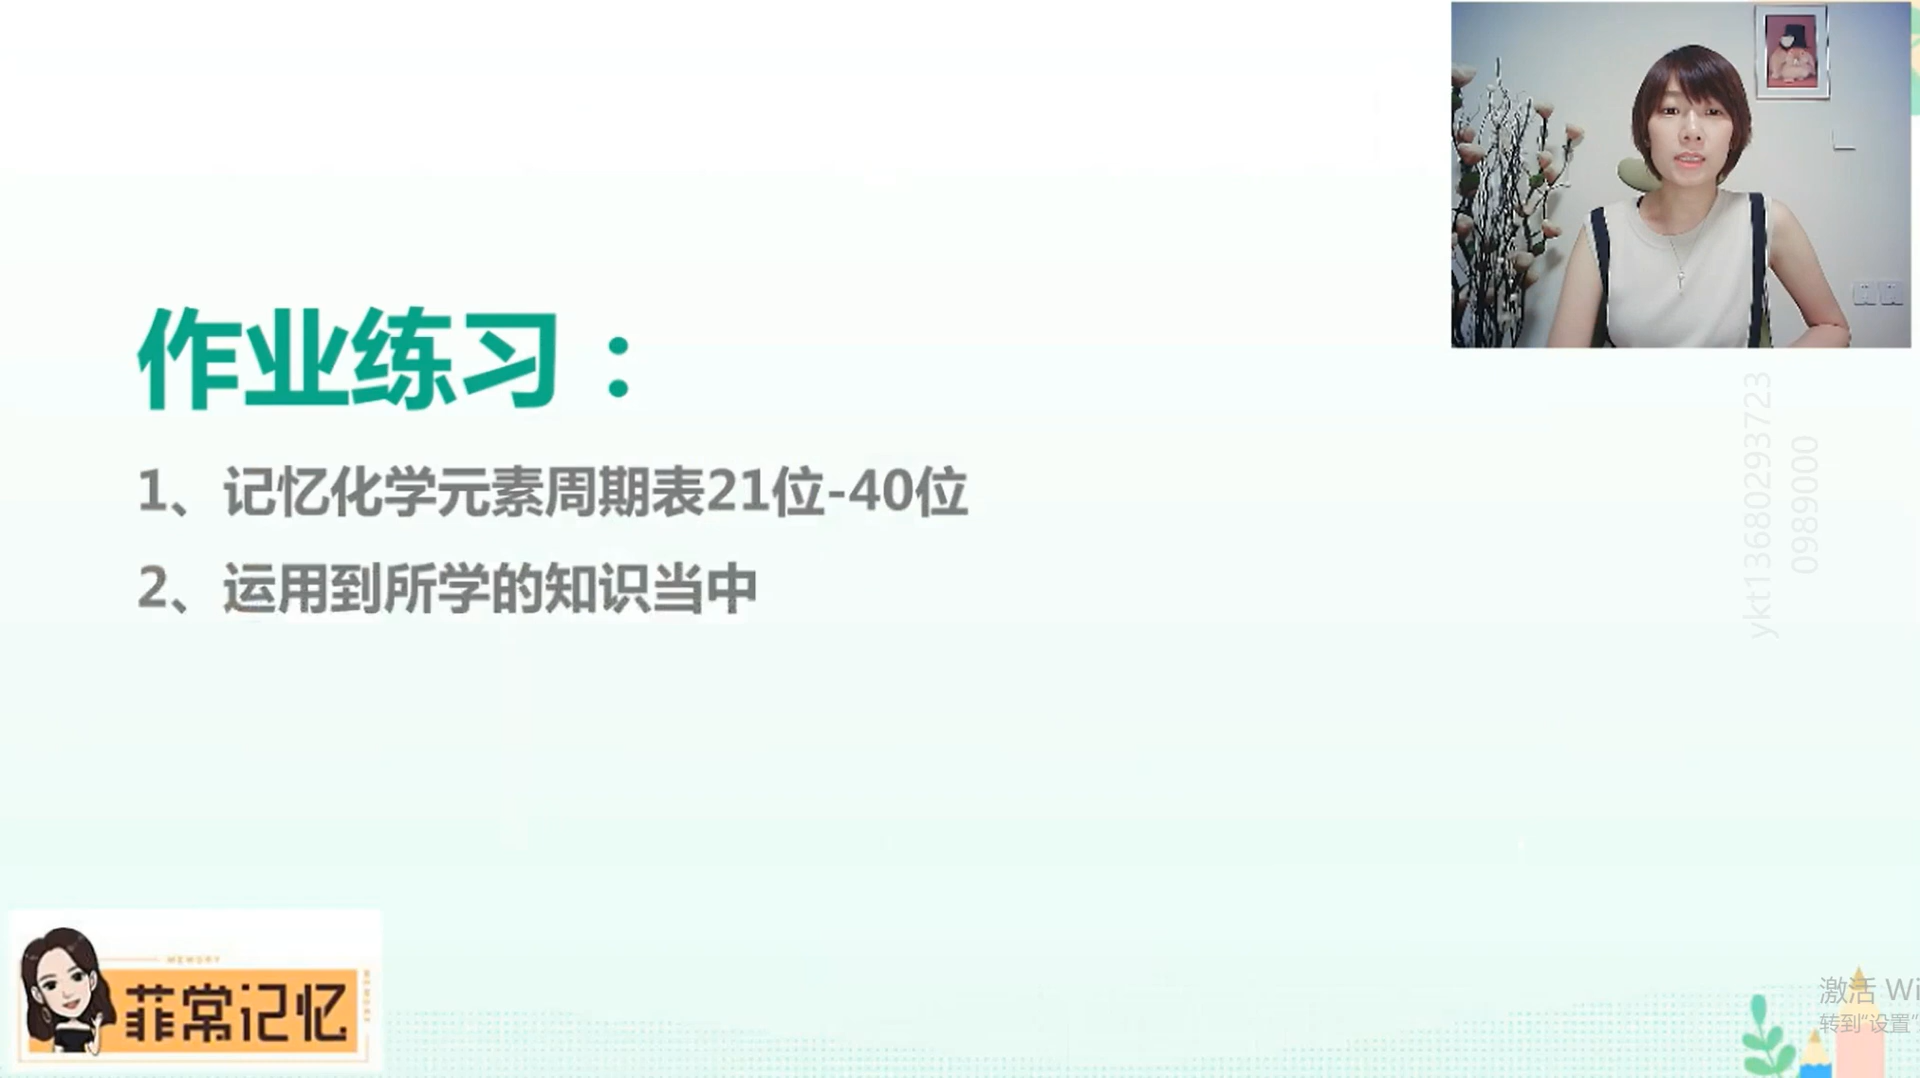 作业练习：
1、记忆化学元素周期表21位-40位
2、运用到所学的知识当中
ykt13680293723
0989000
MEMORY
菲常记忆
MEMORY
激活 Wi
转到“设置”